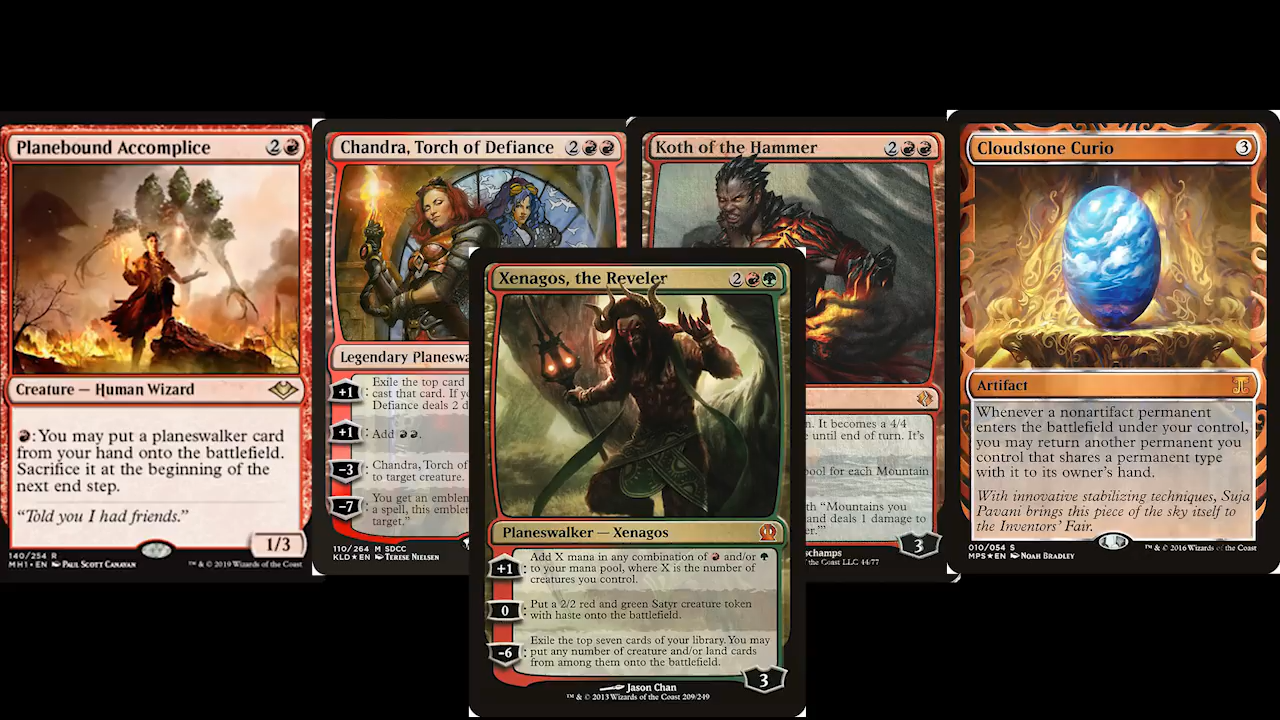 Planebound Accomplice 2
Creature — Human Wizard
: You may put a planeswalker card
from your hand onto the battlefield.
Sacrifice it at the beginning of the
next end step.
“Told you I had friends.”
1/3
140/254 R
MH1 • EN Paul Scott Canavan
™ & © 2019 Wizards of the Coast
Chandra, Torch of Defiance 2
Legendary Planeswa
+1 : Exile the top card
cast that card. If yo
Defiance deals 2 d
+1 : Add
−3 : Chandra, Torch of
to target creature.
−7 : You get an emblem
a spell, this emblem
target.”
110/264 M SDCC
KLD ★ EN Terese Nielsen
Xenagos, the Reveler 2
Planeswalker — Xenagos
+1 : Add X mana in any combination of and/or
to your mana pool, where X is the number of
creatures you control.
0 : Put a 2/2 red and green Satyr creature token
with haste onto the battlefield.
−6 : Exile the top seven cards of your library. You may
put any number of creature and/or land cards
from among them onto the battlefield.
3
Jason Chan
™ & © 2013 Wizards of the Coast 209/249
Koth of the Hammer 2
n. It becomes a 4/4
until end of turn. It's
pool for each Mountain
h “Mountains you
and deals 1 damage to
r.’”
3
schamps
the Coast LLC 44/77
Cloudstone Curio 3
Artifact
Whenever a nonartifact permanent
enters the battlefield under your control,
you may return another permanent you
control that shares a permanent type
with it to its owner's hand.
With innovative stabilizing techniques, Suja
Pavani brings this piece of the sky itself to
the Inventors' Fair.
010/054 S
MPS ★ EN Noah Bradley
™ & © 2016 Wizards of the Coast